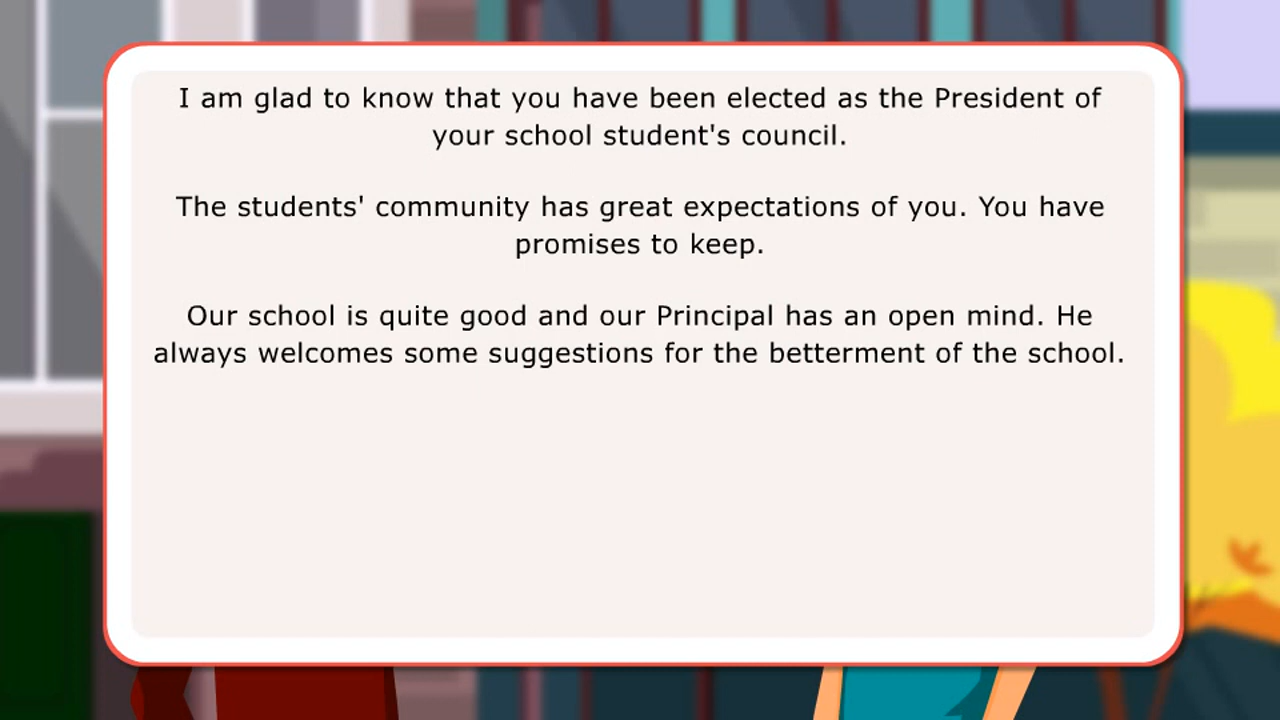 I am glad to know that you have been elected as the President of
your school student's council.
The students' community has great expectations of you. You have
promises to keep.
Our school is quite good and our Principal has an open mind. He
always welcomes some suggestions for the betterment of the school.